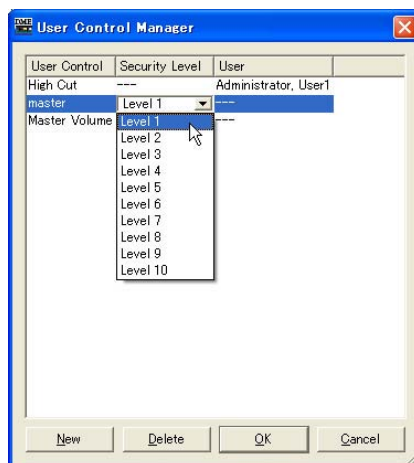 DME User Control Manager
User Control Security Level User
High Cut --- Administrator, User1
master Level 1 ---
Master Volume Level 1 ---
Level 2
Level 3
Level 4
Level 5
Level 6
Level 7
Level 8
Level 9
Level 10
New Delete OK Cancel